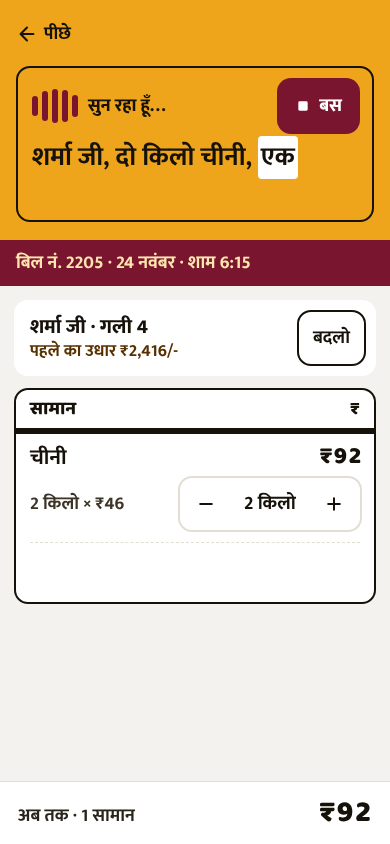 ← पीछे
सुन रहा हूँ...
बस
शर्मा जी, दो किलो चीनी, एक
बिल नं. 2205 · 24 नवंबर · शाम 6:15
शर्मा जी · गली 4
पहले का उधार ₹2,416/-
बदलो
सामान ₹
चीनी ₹92
2 किलो × ₹46
− 2 किलो +
अब तक · 1 सामान ₹92